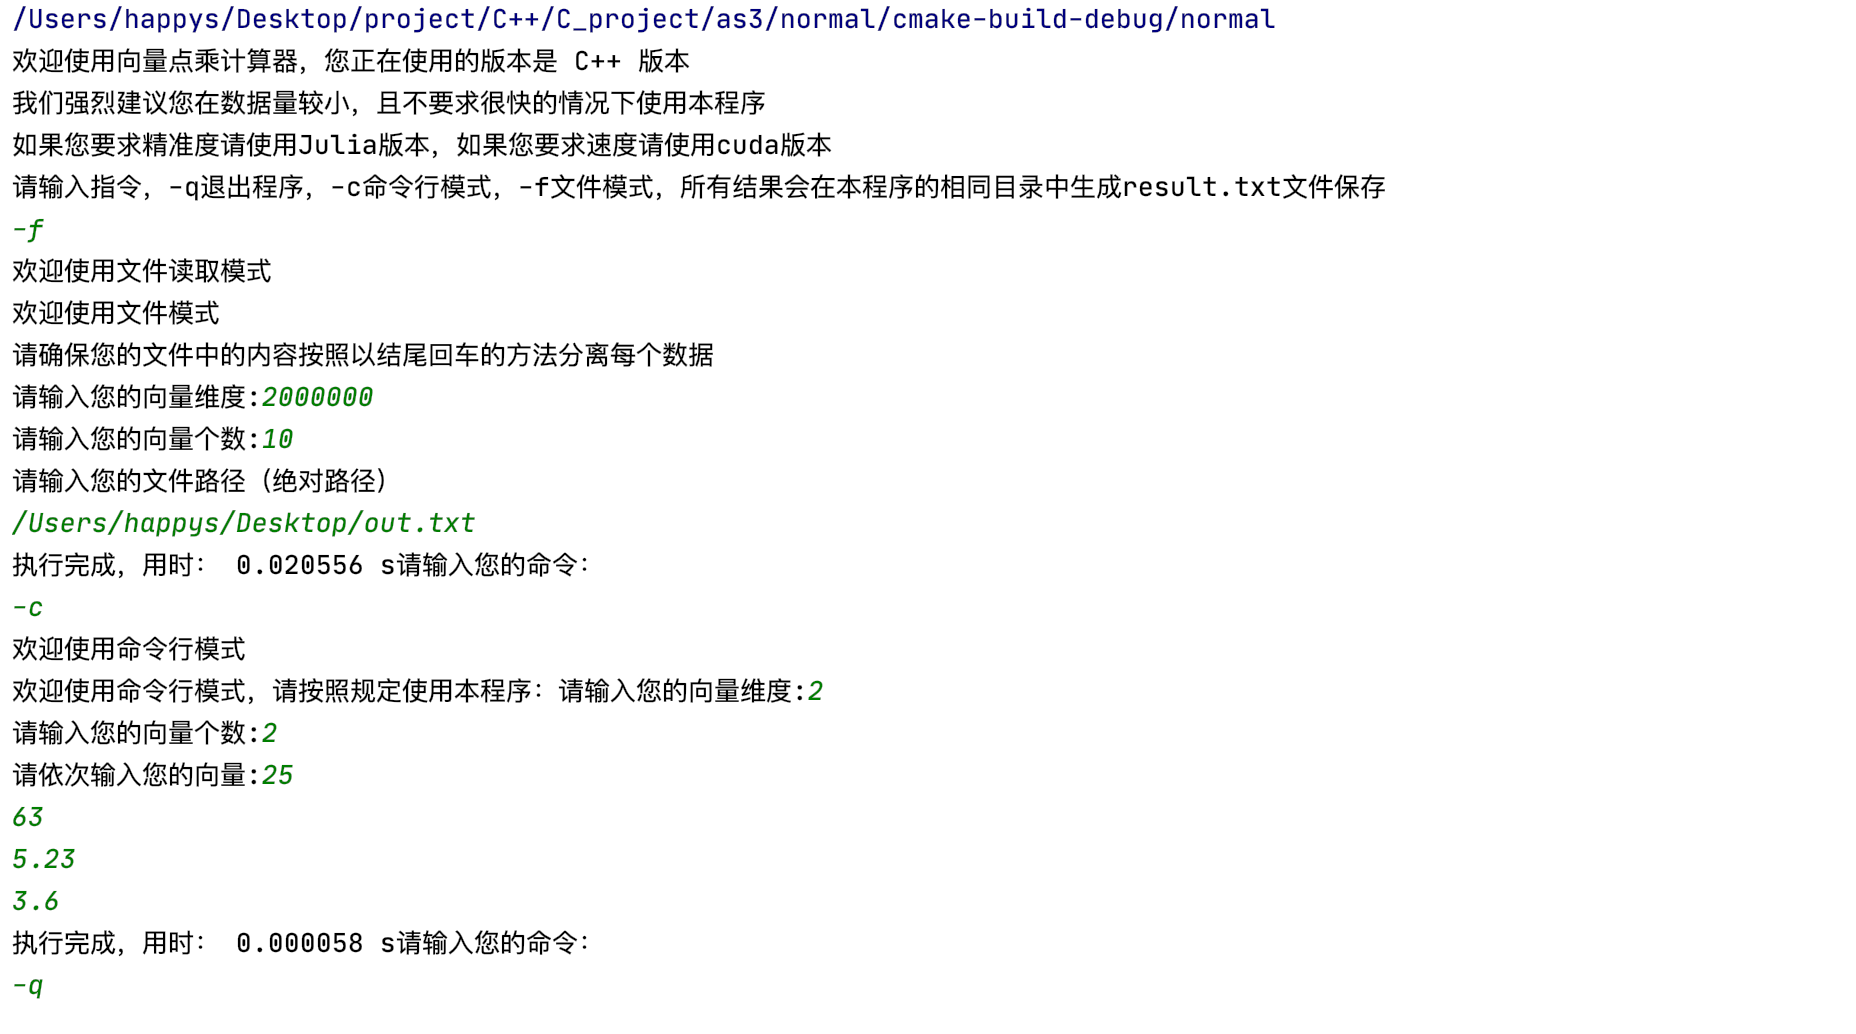 /Users/happys/Desktop/project/C++/C_project/as3/normal/cmake-build-debug/normal
欢迎使用向量点乘计算器，您正在使用的版本是 C++ 版本
我们强烈建议您在数据量较小，且不要求很快的情况下使用本程序
如果您要求精准度请使用Julia版本，如果您要求速度请使用cuda版本
请输入指令，-q退出程序，-c命令行模式，-f文件模式，所有结果会在本程序的相同目录中生成result.txt文件保存
-f
欢迎使用文件读取模式
欢迎使用文件模式
请确保您的文件中的内容按照以结尾回车的方法分离每个数据
请输入您的向量维度:2000000
请输入您的向量个数:10
请输入您的文件路径（绝对路径）
/Users/happys/Desktop/out.txt
执行完成，用时： 0.020556 s请输入您的命令：
-c
欢迎使用命令行模式
欢迎使用命令行模式，请按照规定使用本程序：请输入您的向量维度:2
请输入您的向量个数:2
请依次输入您的向量:25
63
5.23
3.6
执行完成，用时： 0.000058 s请输入您的命令：
-q